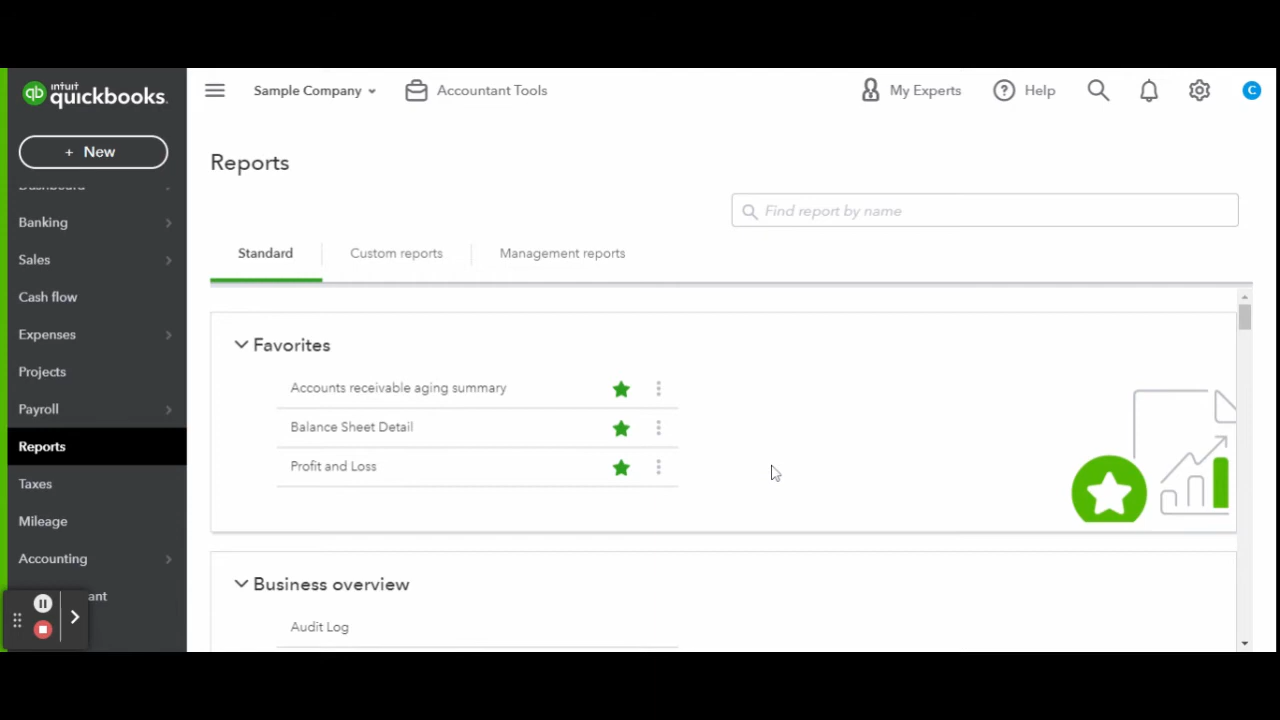 intuit
quickbooks.
+ New
Dashboard
Banking
Sales
Cash flow
Expenses
Projects
Payroll
Reports
Taxes
Mileage
Accounting
ant
Sample Company
Accountant Tools
My Experts
Help
C
Reports
Find report by name
Standard
Custom reports
Management reports
Favorites
Accounts receivable aging summary
Balance Sheet Detail
Profit and Loss
Business overview
Audit Log